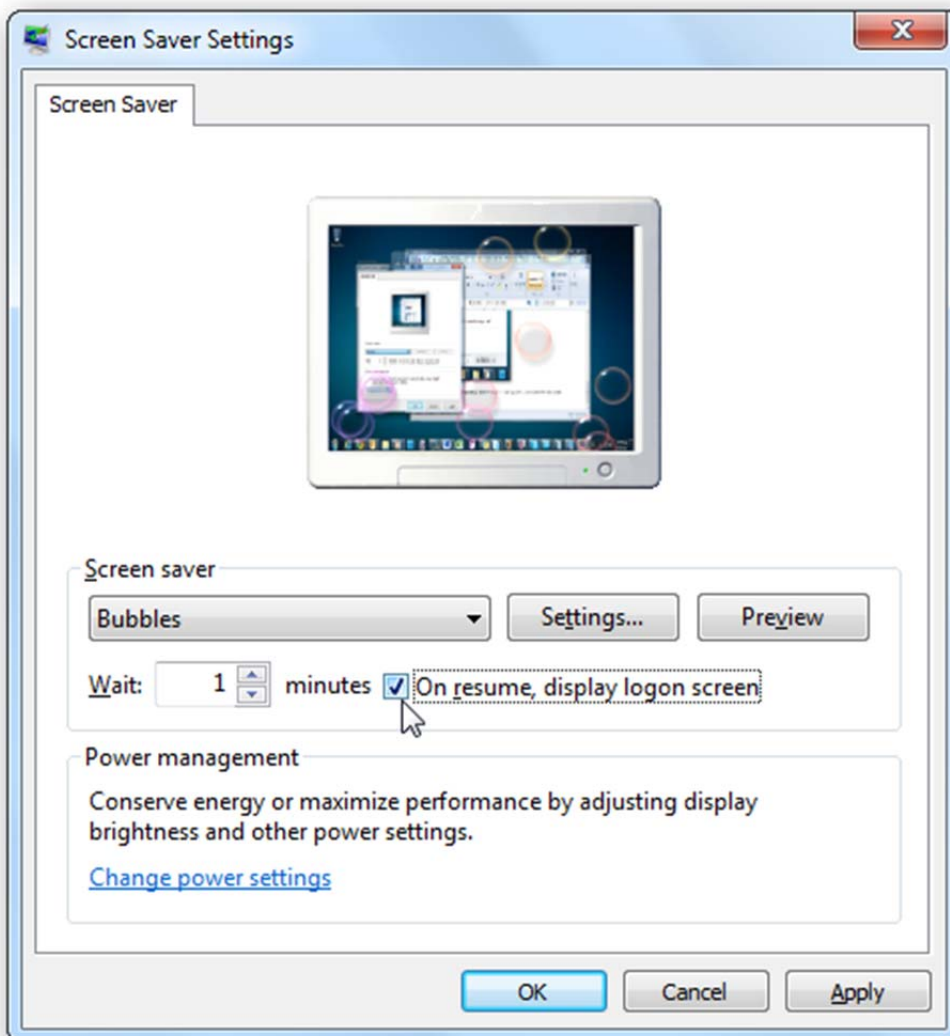 Screen Saver Settings
Screen Saver
Screen saver
Bubbles
Settings...
Preview
Wait: 1 minutes On resume, display logon screen
Power management
Conserve energy or maximize performance by adjusting display
brightness and other power settings.
Change power settings
OK Cancel Apply